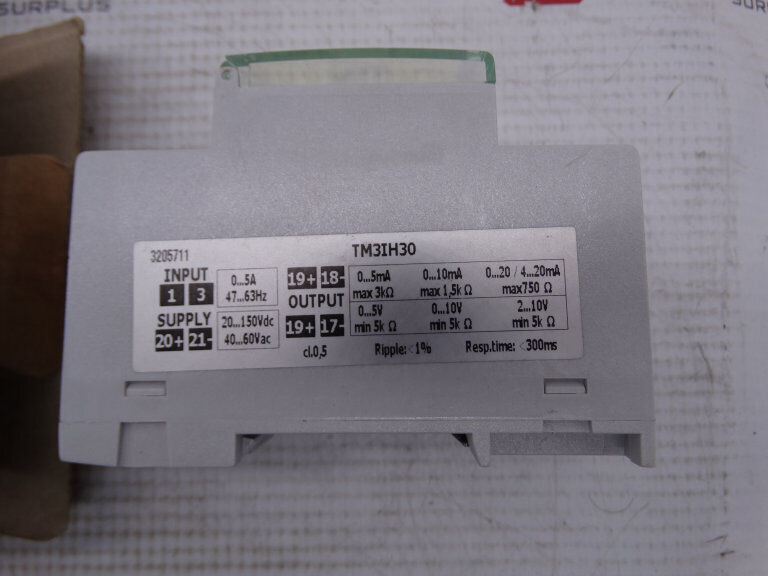 SURPLUS
3205711
TM3IH30
INPUT
1 3
0...5A
47...63Hz
SUPPLY
20+ 21-
20...150Vdc
40...60Vac
19+ 18-
OUTPUT
19+ 17-
0...5mA 0...10mA 0...20 / 4...20mA
max 3kΩ max 1,5k Ω max750 Ω
0...5V 0...10V 2...10V
min 5k Ω min 5k Ω min 5k Ω
cl.0,5 Ripple:<1% Resp.time: <300ms